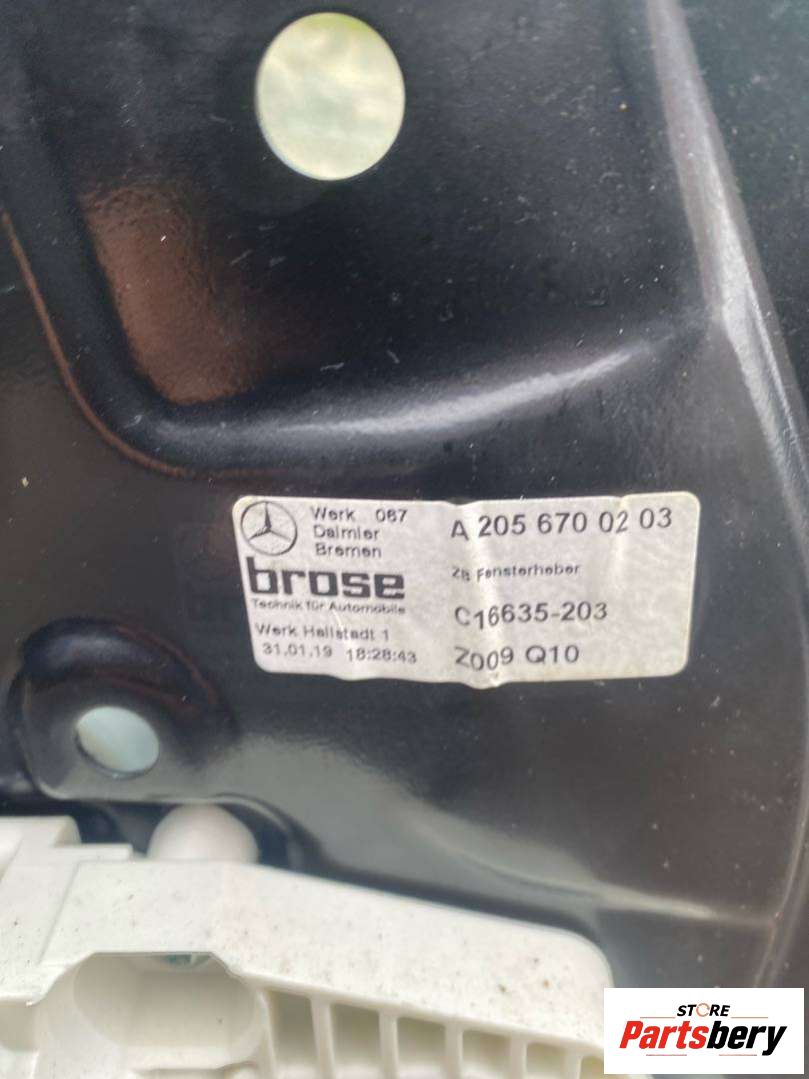 Werk 067
Daimler
Bremen
A 205 670 02 03
brose
Technik für Automobile
ZB Fensterheber
C16635-203
Werk Hallstadt 1
31.01.19 18:28:43
Z009 Q10
STORE
Partsbery